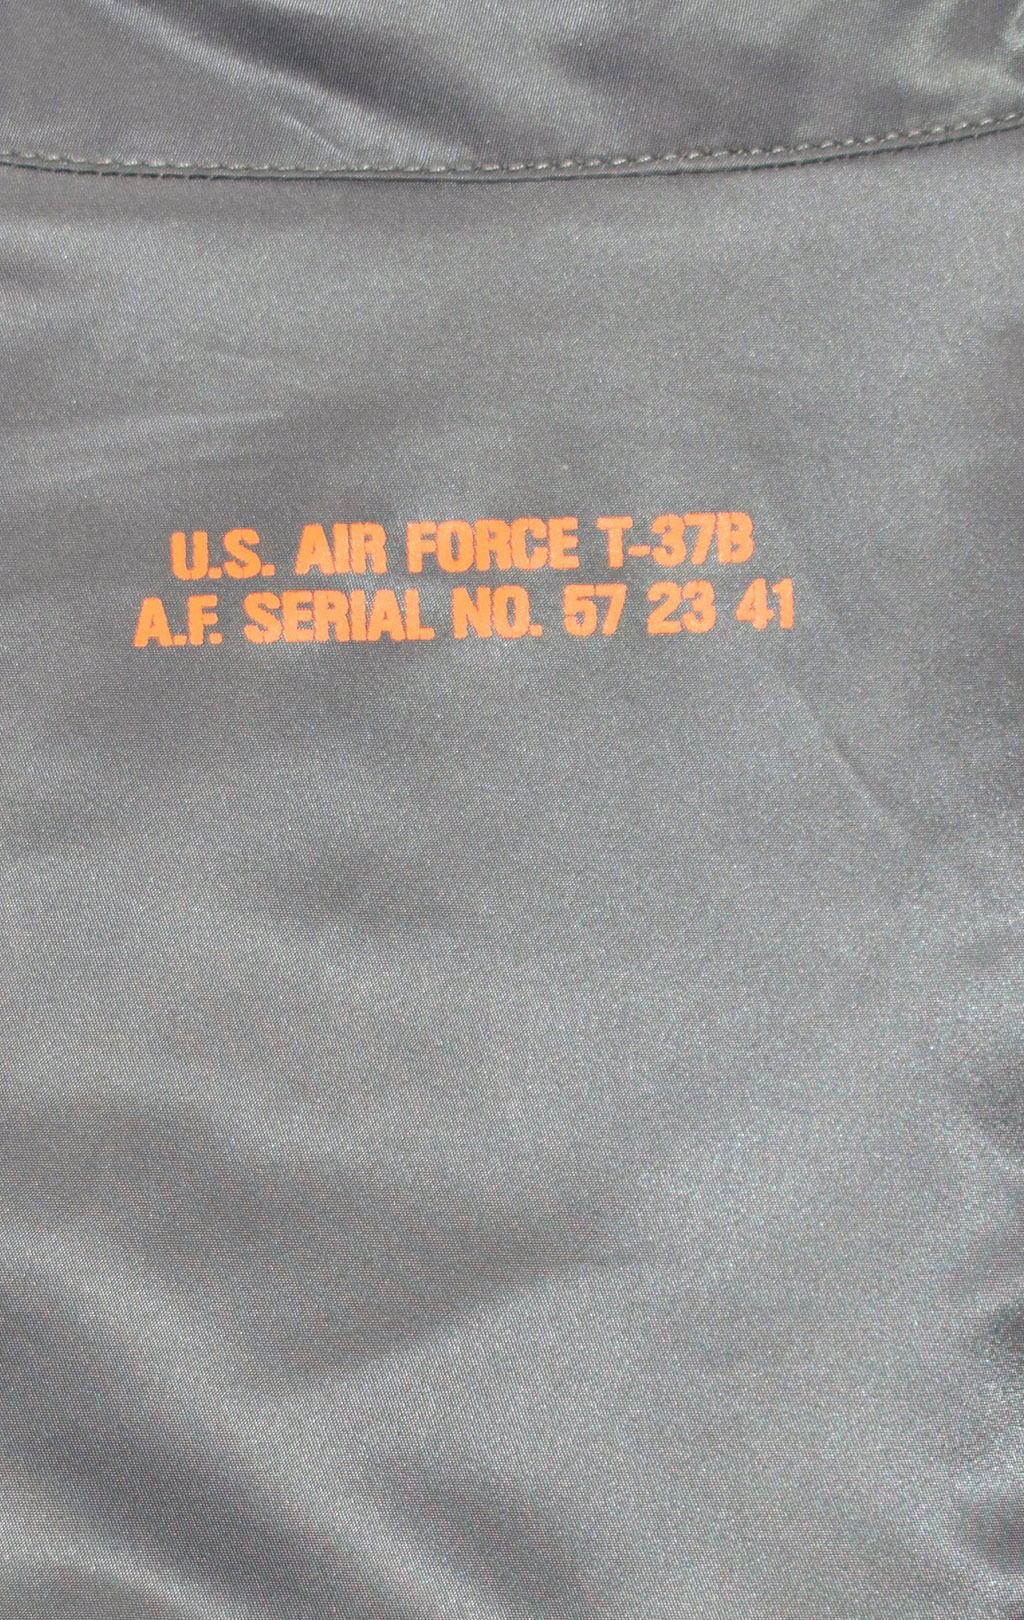 U.S. AIR FORCE T-37B
A.F. SERIAL NO. 57 23 41